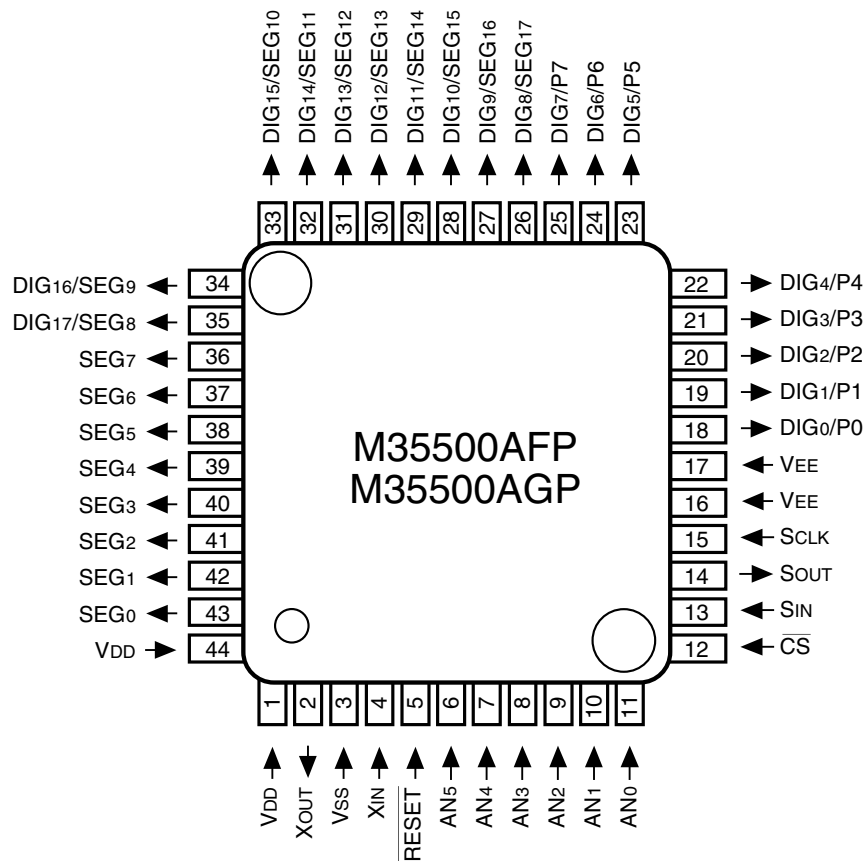 DIG15/SEG10
DIG14/SEG11
DIG13/SEG12
DIG12/SEG13
DIG11/SEG14
DIG10/SEG15
DIG9/SEG16
DIG8/SEG17
DIG7/P7
DIG6/P6
DIG5/P5
33
32
31
30
29
28
27
26
25
24
23
DIG16/SEG9 34
DIG17/SEG8 35
SEG7 36
SEG6 37
SEG5 38
SEG4 39
SEG3 40
SEG2 41
SEG1 42
SEG0 43
VDD 44
M35500AFP
M35500AGP
22 DIG4/P4
21 DIG3/P3
20 DIG2/P2
19 DIG1/P1
18 DIG0/P0
17 VEE
16 VEE
15 SCLK
14 SOUT
13 SIN
12 CS
1
2
3
4
5
6
7
8
9
10
11
VDD
XOUT
VSS
XIN
RESET
AN5
AN4
AN3
AN2
AN1
AN0